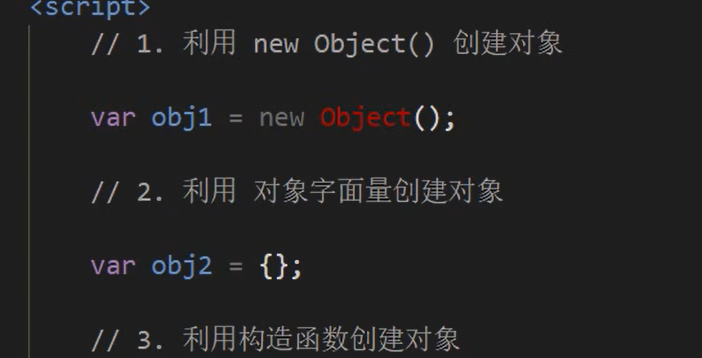 <script>
// 1. 利用 new Object() 创建对象
var obj1 = new Object();
// 2. 利用 对象字面量创建对象
var obj2 = {};
// 3. 利用构造函数创建对象